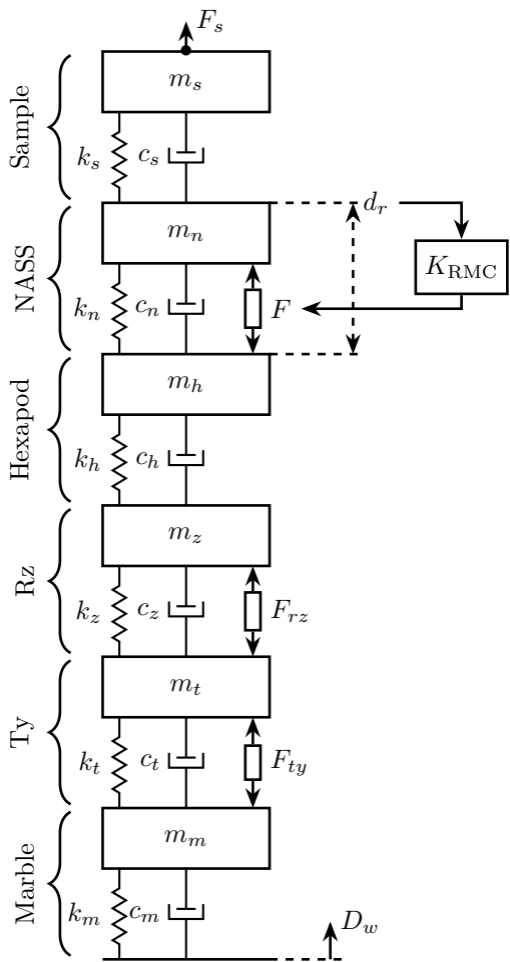 F_s
Sample
m_s
k_s
c_s
d_r
NASS
m_n
K_RMC
k_n
c_n
F
Hexapod
m_h
k_h
c_h
Rz
m_z
k_z
c_z
F_rz
Ty
m_t
k_t
c_t
F_ty
Marble
m_m
k_m
c_m
D_w